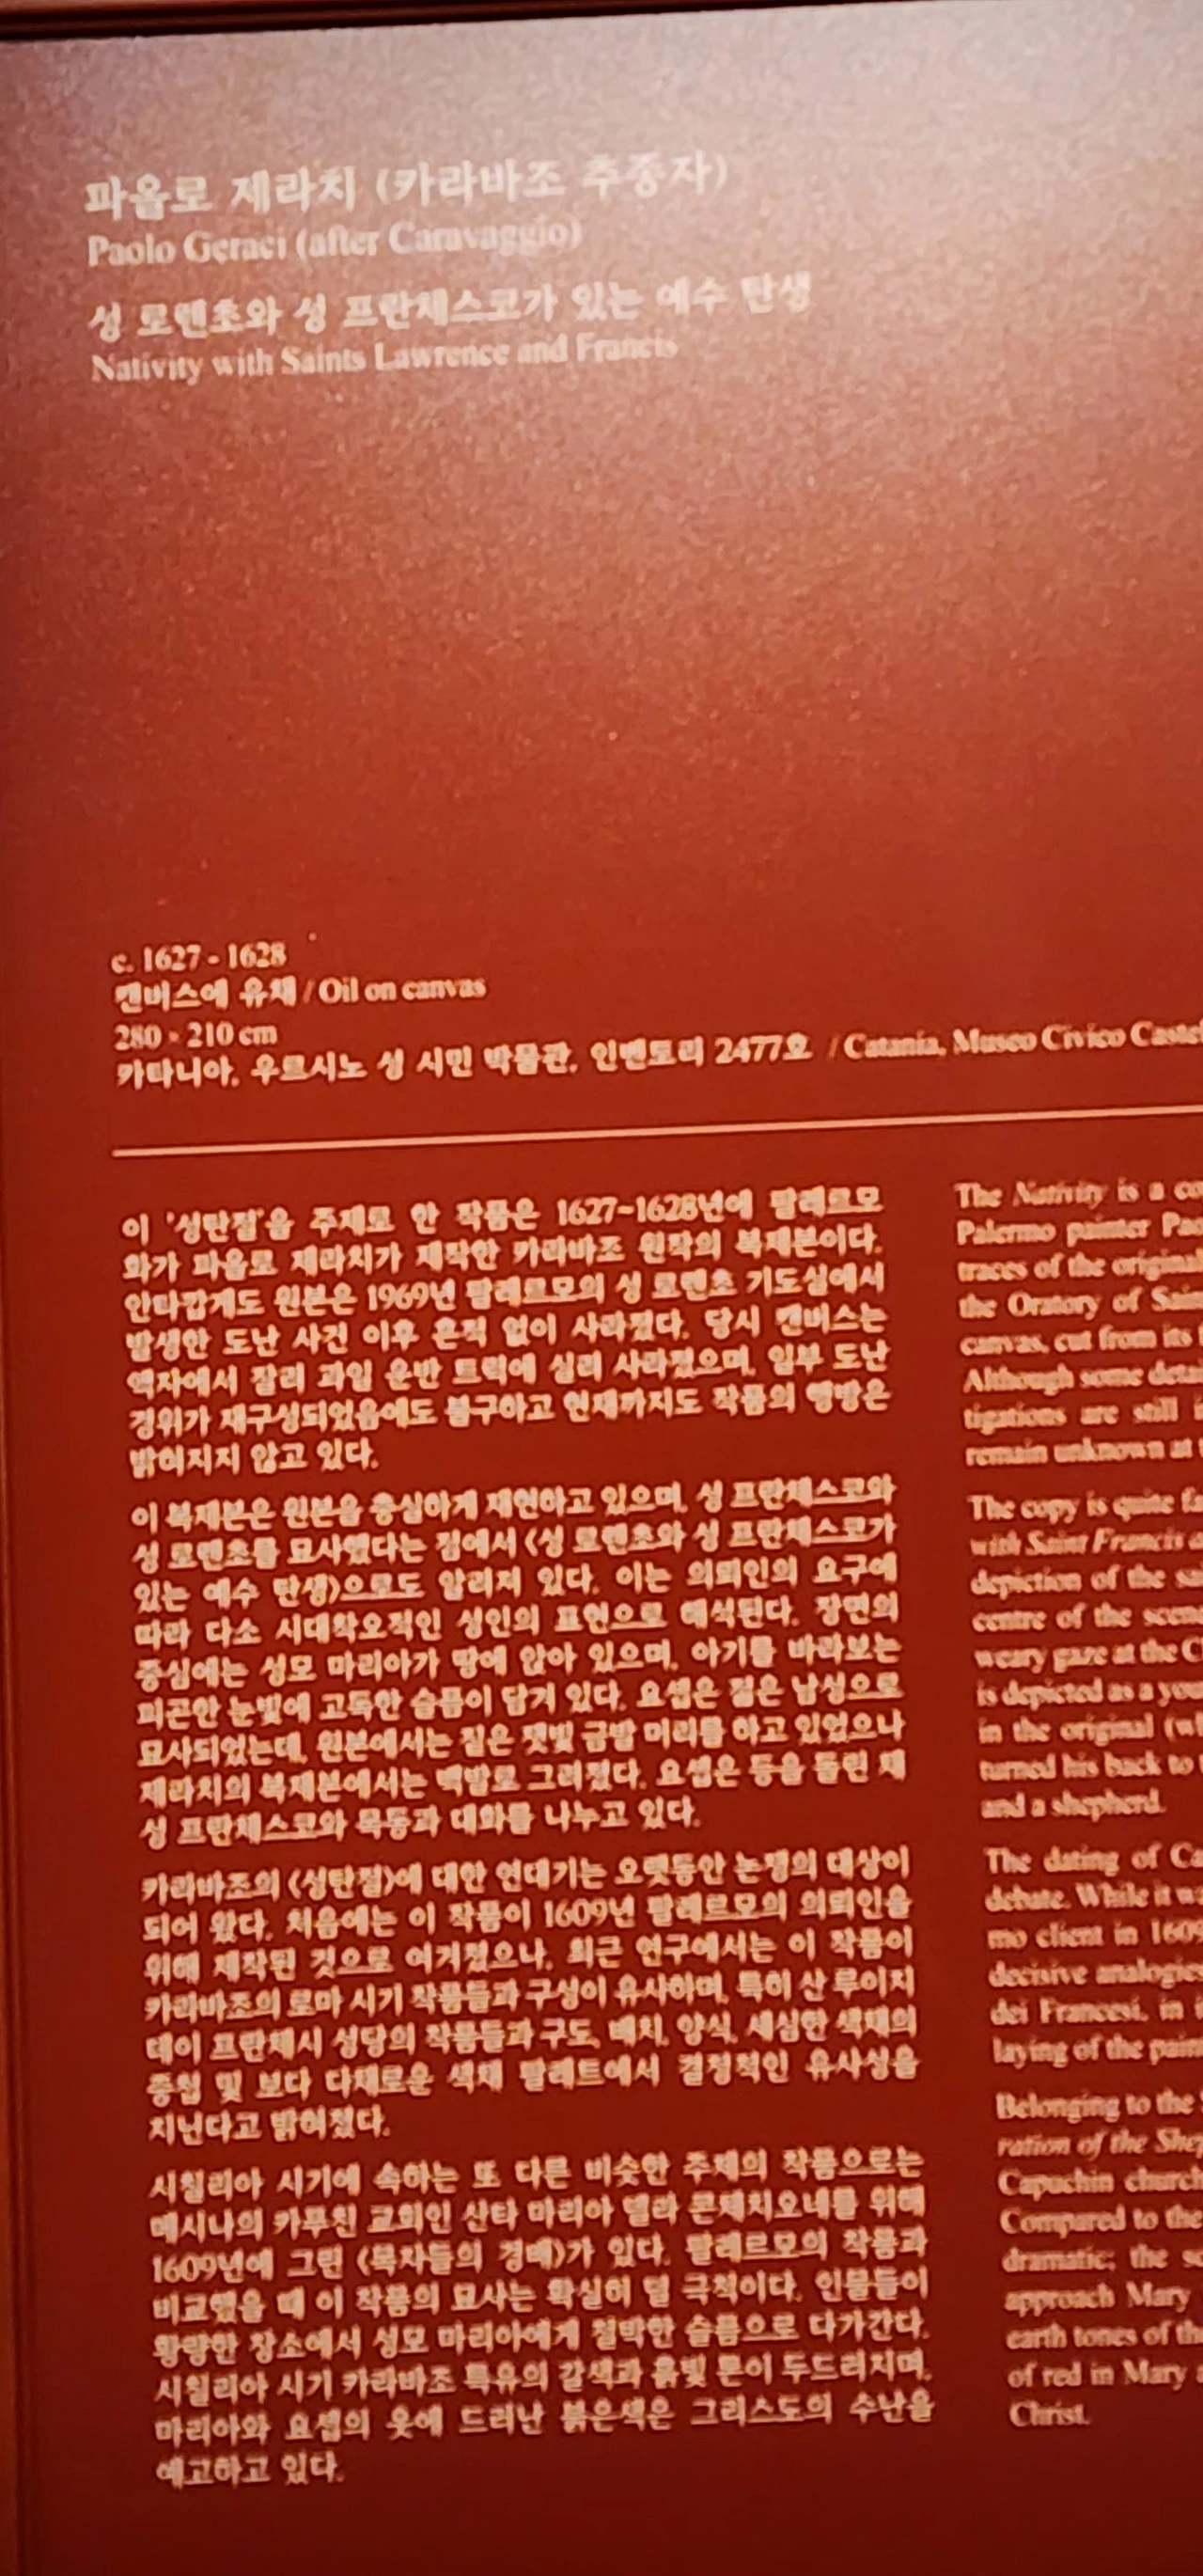 파올로 제라치 (카라바조 추종자)
Paolo Geraci (after Caravaggio)
성 로렌초와 성 프란체스코가 있는 예수 탄생
Nativity with Saints Lawrence and Francis
c. 1627 - 1628
캔버스에 유채 / Oil on canvas
280 × 210 cm
카타니아, 우르시노 성 시민 박물관, 인벤토리 2477호 / Catania, Museo Civico Castel
이 '성탄절'을 주제로 한 작품은 1627~1628년에 팔레르모
화가 파올로 제라치가 제작한 카라바조 원작의 복제본이다.
안타깝게도 원본은 1969년 팔레르모의 성 로렌초 기도실에서
발생한 도난 사건 이후 흔적 없이 사라졌다. 당시 캔버스는
액자에서 잘려 과일 운반 트럭에 실려 사라졌으며, 일부 도난
경위가 재구성되었음에도 불구하고 현재까지도 작품의 행방은
밝혀지지 않고 있다.
이 복제본은 원본을 충실하게 재현하고 있으며, 성 프란체스코와
성 로렌초를 묘사했다는 점에서 〈성 로렌초와 성 프란체스코가
있는 예수 탄생〉으로도 알려져 있다. 이는 의뢰인의 요구에
따라 다소 시대착오적인 성인의 표현으로 해석된다. 장면의
중심에는 성모 마리아가 땅에 앉아 있으며, 아기를 바라보는
피곤한 눈빛에 고독한 슬픔이 담겨 있다. 요셉은 젊은 남성으로
묘사되었는데, 원본에서는 짙은 잿빛 금발 머리를 하고 있었으나
제라치의 복제본에서는 백발로 그려졌다. 요셉은 등을 돌린 채
성 프란체스코와 목동과 대화를 나누고 있다.
카라바조의 〈성탄절〉에 대한 연대기는 오랫동안 논쟁의 대상이
되어 왔다. 처음에는 이 작품이 1609년 팔레르모의 의뢰인을
위해 제작된 것으로 여겨졌으나, 최근 연구에서는 이 작품이
카라바조의 로마 시기 작품들과 구성이 유사하며, 특히 산 루이지
데이 프란체시 성당의 작품들과 구도, 배치, 양식, 세심한 색채의
중첩 및 보다 다채로운 색채 팔레트에서 결정적인 유사성을
지닌다고 밝혀졌다.
시칠리아 시기에 속하는 또 다른 비슷한 주제의 작품으로는
메시나의 카푸친 교회인 산타 마리아 델라 콘체치오네를 위해
1609년에 그린 〈목자들의 경배〉가 있다. 팔레르모의 작품과
비교했을 때 이 작품의 묘사는 확실히 덜 극적이다. 인물들이
황량한 장소에서 성모 마리아에게 절박한 슬픔으로 다가간다.
시칠리아 시기 카라바조 특유의 갈색과 흙빛 톤이 두드러지며,
마리아와 요셉의 옷에 드러난 붉은색은 그리스도의 수난을
예고하고 있다.
The Nativity is a co
Palermo painter Pao
traces of the original
the Oratory of Sain
canvas, cut from its
Although some deta
tigations are still i
remain unknown at
The copy is quite fa
with Saint Francis
depiction of the sa
centre of the scene
weary gaze at the C
is depicted as a you
in the original (w
turned his back to
and a shepherd.
The dating of Ca
debate. While it w
mo client in 1609
decisive analogies
dei Francesi, in
laying of the pain
Belonging to the
ration of the Shep
Capuchin church
Compared to the
dramatic; the s
approach Mary
earth tones of th
of red in Mary
Christ.